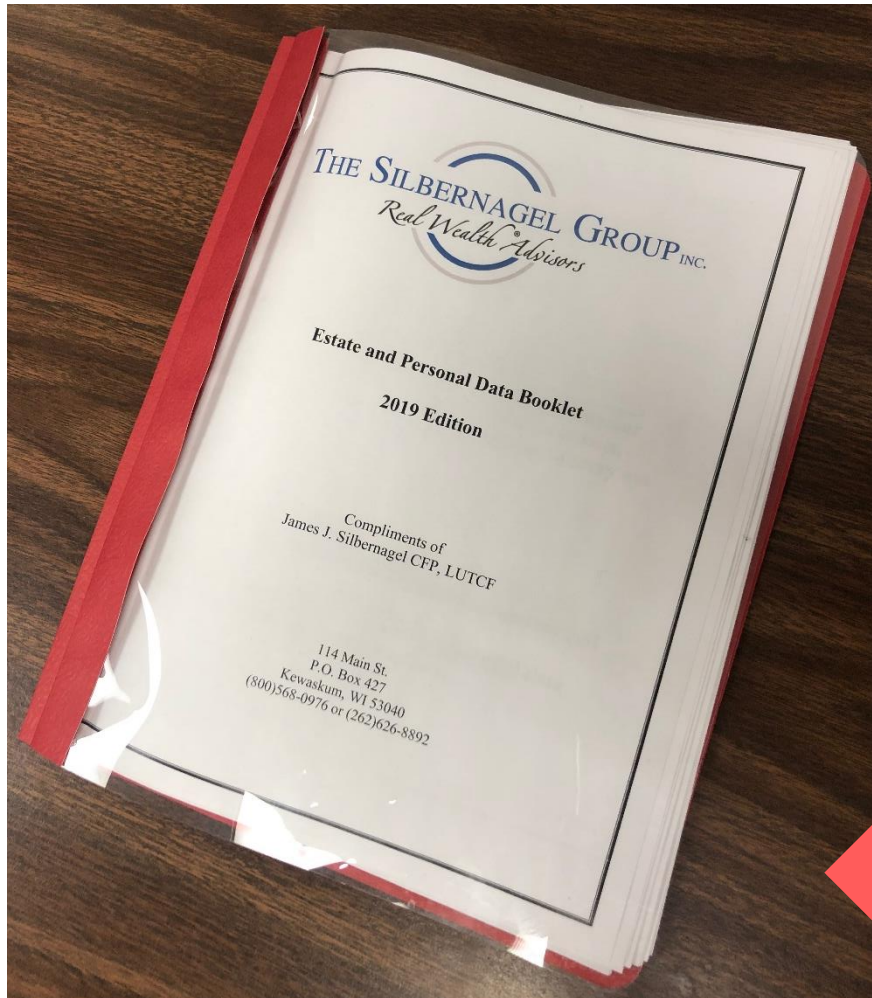 THE SILBERNAGEL GROUP INC.
Real Wealth Advisors®
Estate and Personal Data Booklet
2019 Edition
Compliments of
James J. Silbernagel CFP, LUTCF
114 Main St.
P.O. Box 427
Kewaskum, WI 53040
(800)568-0976 or (262)626-8892